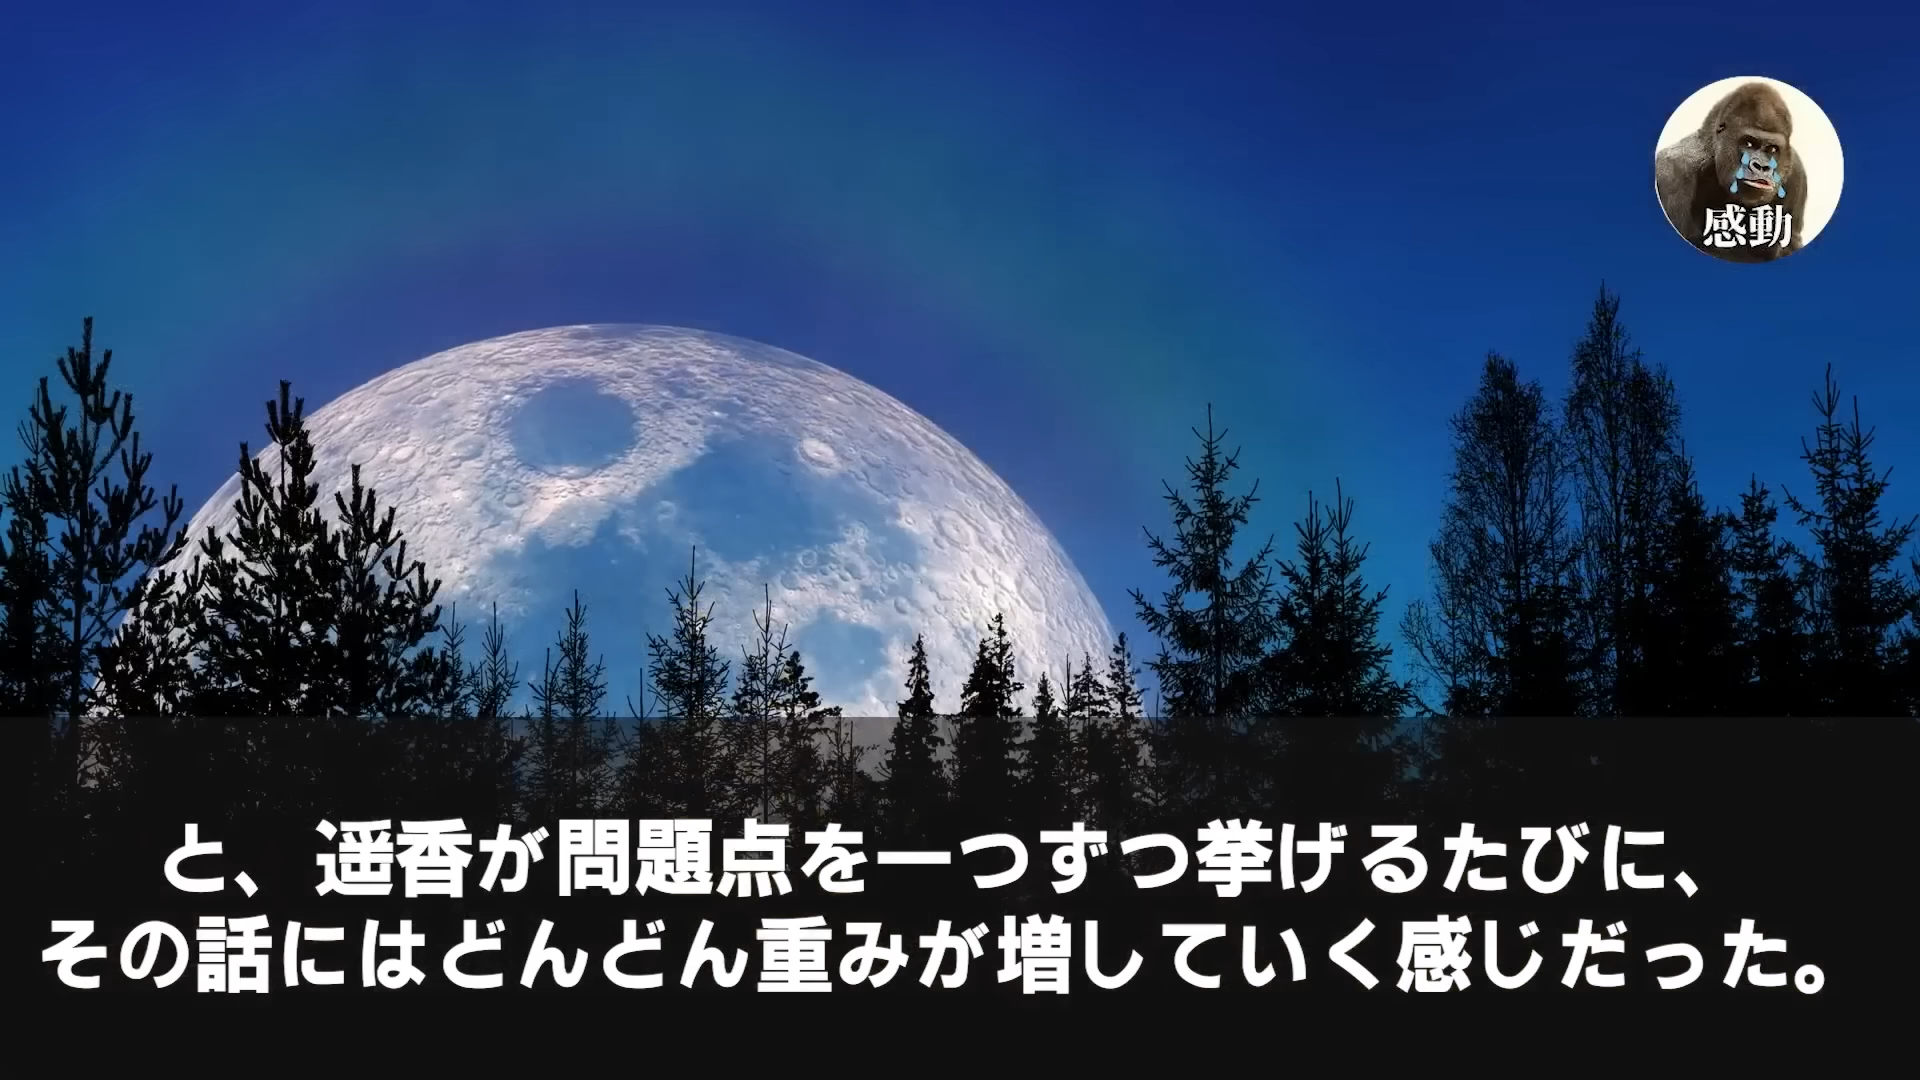 感動
と、遥香が問題点を一つずつ挙げるたびに、
その話にはどんどん重みが増していく感じだった。